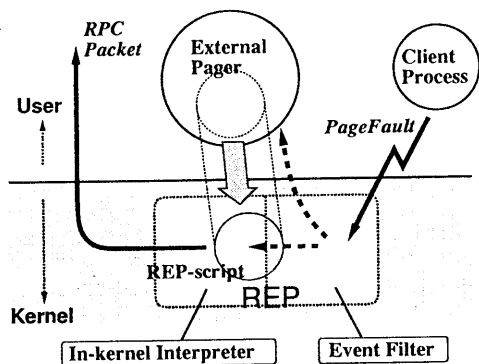 RPC
Packet
External
Pager
Client
Process
User
PageFault
REP-script
REP
Kernel
In-kernel Interpreter
Event Filter